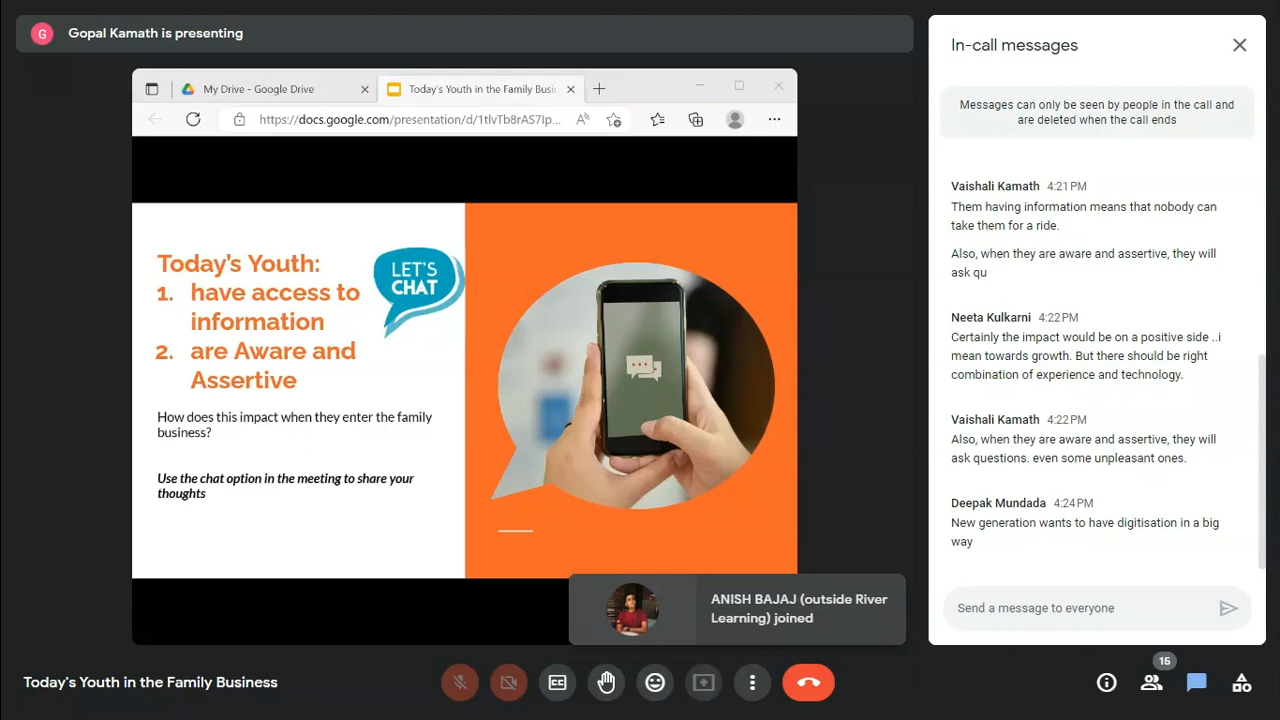 G Gopal Kamath is presenting
My Drive - Google Drive
Today's Youth in the Family Busin
https://docs.google.com/presentation/d/1tlvTb8rAS7Ip...
Today's Youth:
1. have access to
information
2. are Aware and
Assertive
LET'S
CHAT
How does this impact when they enter the family
business?
Use the chat option in the meeting to share your
thoughts
ANISH BAJAJ (outside River
Learning) joined
In-call messages
Messages can only be seen by people in the call and
are deleted when the call ends
Vaishali Kamath 4:21 PM
Them having information means that nobody can
take them for a ride.
Also, when they are aware and assertive, they will
ask qu
Neeta Kulkarni 4:22 PM
Certainly the impact would be on a positive side ..i
mean towards growth. But there should be right
combination of experience and technology.
Vaishali Kamath 4:22 PM
Also, when they are aware and assertive, they will
ask questions. even some unpleasant ones.
Deepak Mundada 4:24 PM
New generation wants to have digitisation in a big
way
Send a message to everyone
Today's Youth in the Family Business
CC
15